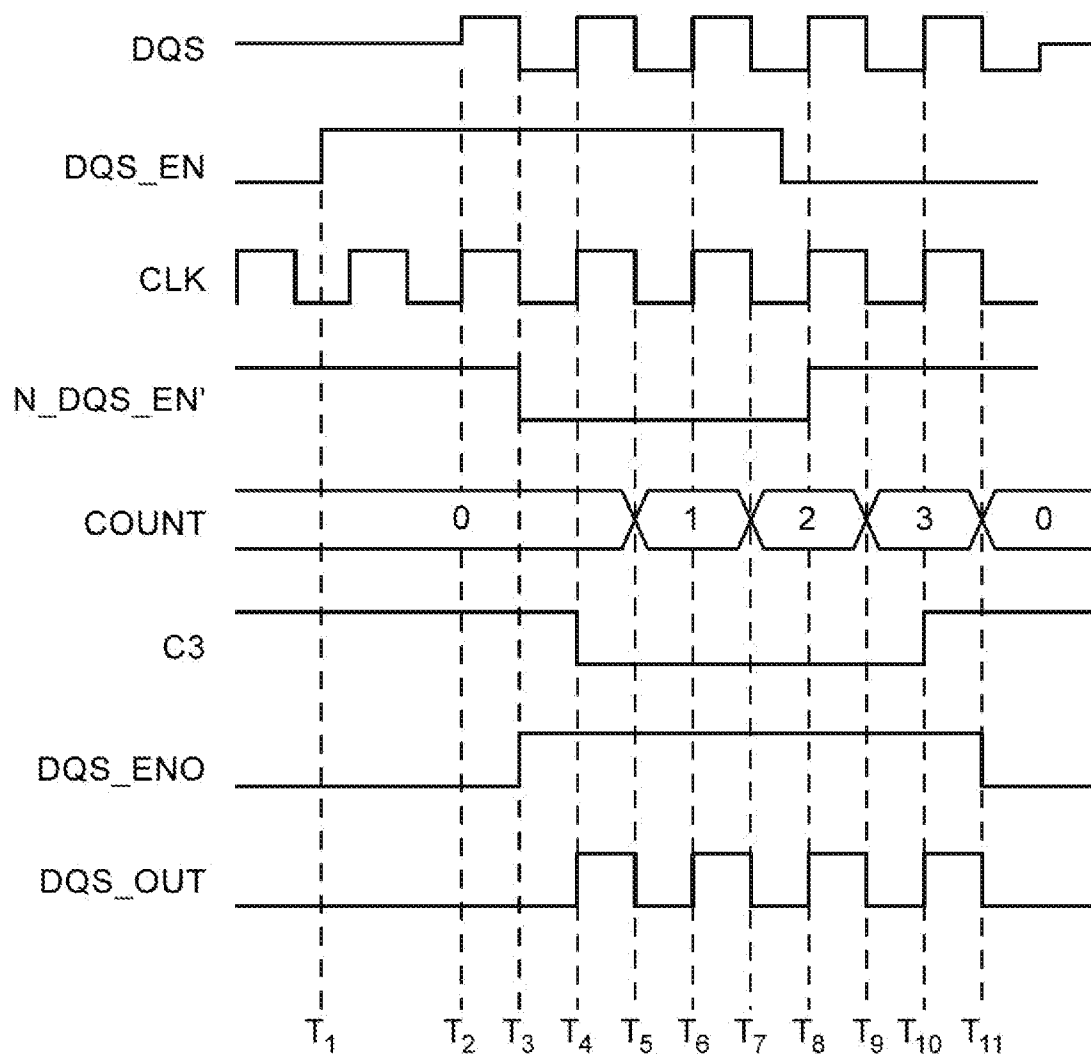 DQS
DQS_EN
CLK
N_DQS_EN'
COUNT 0 1 2 3 0
C3
DQS_ENO
DQS_OUT
T1 T2 T3 T4 T5 T6 T7 T8 T9 T10 T11